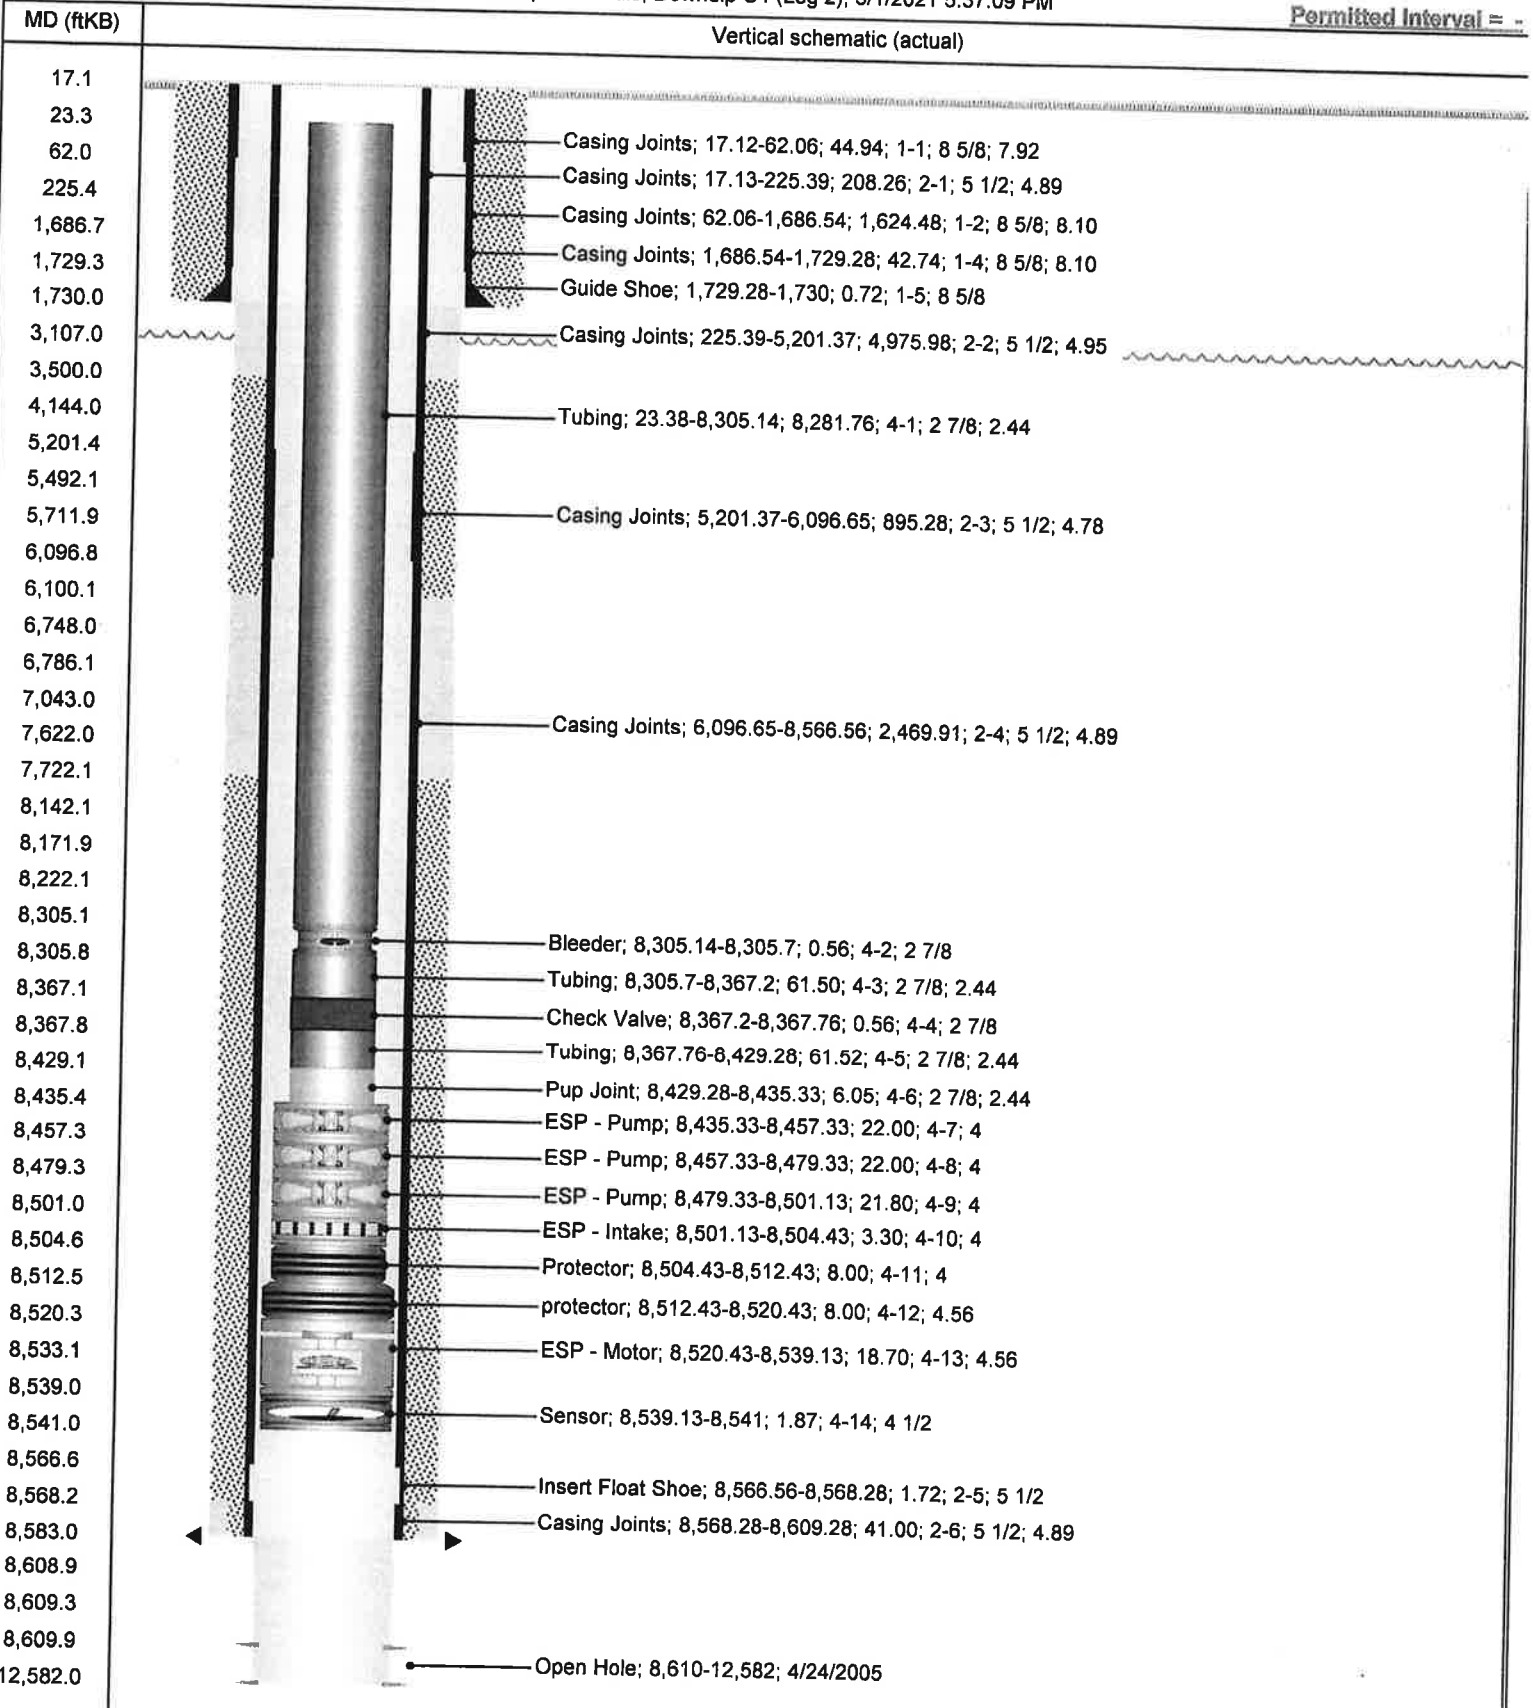 5:37:09 PM
Permitted Interval = -
MD (ftKB)
Vertical schematic (actual)
17.1
23.3
62.0
225.4
1,686.7
1,729.3
1,730.0
3,107.0
3,500.0
4,144.0
5,201.4
5,492.1
5,711.9
6,096.8
6,100.1
6,748.0
6,786.1
7,043.0
7,622.0
7,722.1
8,142.1
8,171.9
8,222.1
8,305.1
8,305.8
8,367.1
8,367.8
8,429.1
8,435.4
8,457.3
8,479.3
8,501.0
8,504.6
8,512.5
8,520.3
8,533.1
8,539.0
8,541.0
8,566.6
8,568.2
8,583.0
8,608.9
8,609.3
8,609.9
12,582.0
Casing Joints; 17.12-62.06; 44.94; 1-1; 8 5/8; 7.92
Casing Joints; 17.13-225.39; 208.26; 2-1; 5 1/2; 4.89
Casing Joints; 62.06-1,686.54; 1,624.48; 1-2; 8 5/8; 8.10
Casing Joints; 1,686.54-1,729.28; 42.74; 1-4; 8 5/8; 8.10
Guide Shoe; 1,729.28-1,730; 0.72; 1-5; 8 5/8
Casing Joints; 225.39-5,201.37; 4,975.98; 2-2; 5 1/2; 4.95
Tubing; 23.38-8,305.14; 8,281.76; 4-1; 2 7/8; 2.44
Casing Joints; 5,201.37-6,096.65; 895.28; 2-3; 5 1/2; 4.78
Casing Joints; 6,096.65-8,566.56; 2,469.91; 2-4; 5 1/2; 4.89
Bleeder; 8,305.14-8,305.7; 0.56; 4-2; 2 7/8
Tubing; 8,305.7-8,367.2; 61.50; 4-3; 2 7/8; 2.44
Check Valve; 8,367.2-8,367.76; 0.56; 4-4; 2 7/8
Tubing; 8,367.76-8,429.28; 61.52; 4-5; 2 7/8; 2.44
Pup Joint; 8,429.28-8,435.33; 6.05; 4-6; 2 7/8; 2.44
ESP - Pump; 8,435.33-8,457.33; 22.00; 4-7; 4
ESP - Pump; 8,457.33-8,479.33; 22.00; 4-8; 4
ESP - Pump; 8,479.33-8,501.13; 21.80; 4-9; 4
ESP - Intake; 8,501.13-8,504.43; 3.30; 4-10; 4
Protector; 8,504.43-8,512.43; 8.00; 4-11; 4
protector; 8,512.43-8,520.43; 8.00; 4-12; 4.56
ESP - Motor; 8,520.43-8,539.13; 18.70; 4-13; 4.56
Sensor; 8,539.13-8,541; 1.87; 4-14; 4 1/2
Insert Float Shoe; 8,566.56-8,568.28; 1.72; 2-5; 5 1/2
Casing Joints; 8,568.28-8,609.28; 41.00; 2-6; 5 1/2; 4.89
Open Hole; 8,610-12,582; 4/24/2005